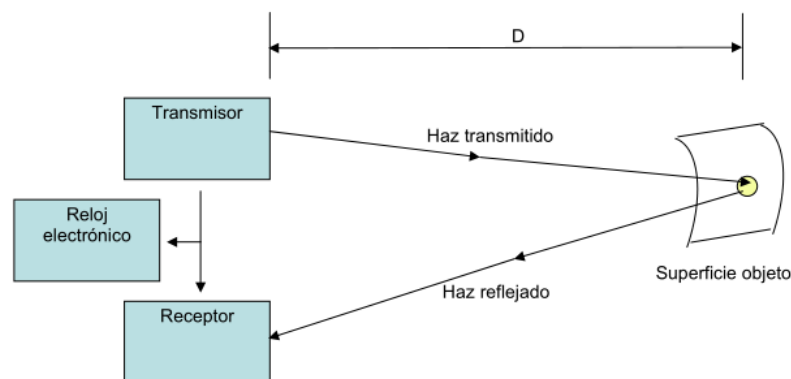 D
Transmisor
Haz transmitido
Reloj
electrónico
Superficie objeto
Haz reflejado
Receptor